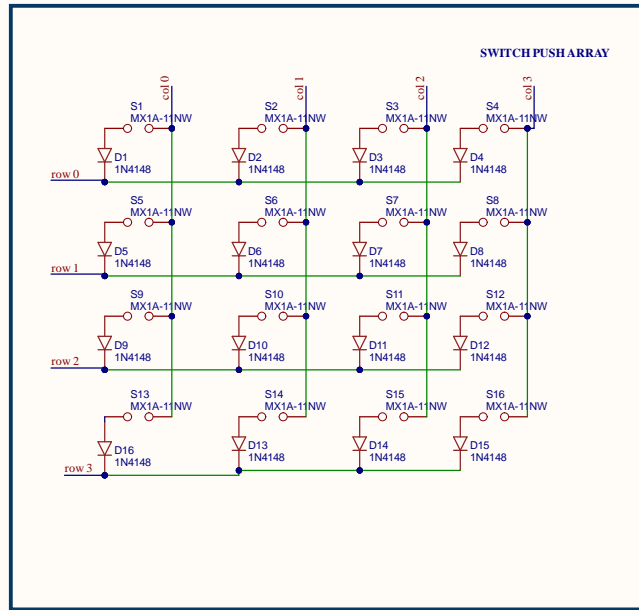 SWITCH PUSH ARRAY
col 0
col 1
col 2
col 3
S1
MX1A-11NW
S2
MX1A-11NW
S3
MX1A-11NW
S4
MX1A-11NW
D1
1N4148
D2
1N4148
D3
1N4148
D4
1N4148
row 0
S5
MX1A-11NW
S6
MX1A-11NW
S7
MX1A-11NW
S8
MX1A-11NW
D5
1N4148
D6
1N4148
D7
1N4148
D8
1N4148
row 1
S9
MX1A-11NW
S10
MX1A-11NW
S11
MX1A-11NW
S12
MX1A-11NW
D9
1N4148
D10
1N4148
D11
1N4148
D12
1N4148
row 2
S13
MX1A-11NW
S14
MX1A-11NW
S15
MX1A-11NW
S16
MX1A-11NW
D16
1N4148
D13
1N4148
D14
1N4148
D15
1N4148
row 3